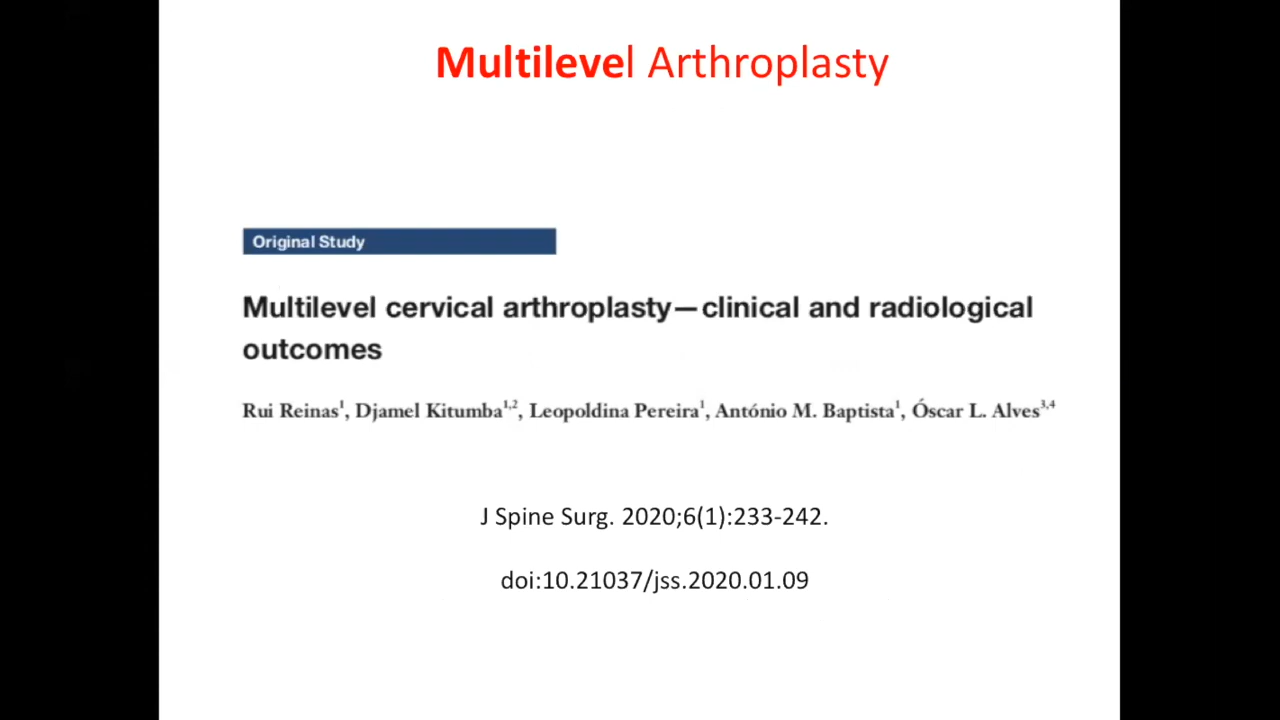 Multilevel Arthroplasty
Original Study
Multilevel cervical arthroplasty—clinical and radiological
outcomes
Rui Reinas1, Djamel Kitumba1,2, Leopoldina Pereira1, António M. Baptista1, Óscar L. Alves3,4
J Spine Surg. 2020;6(1):233-242.
doi:10.21037/jss.2020.01.09